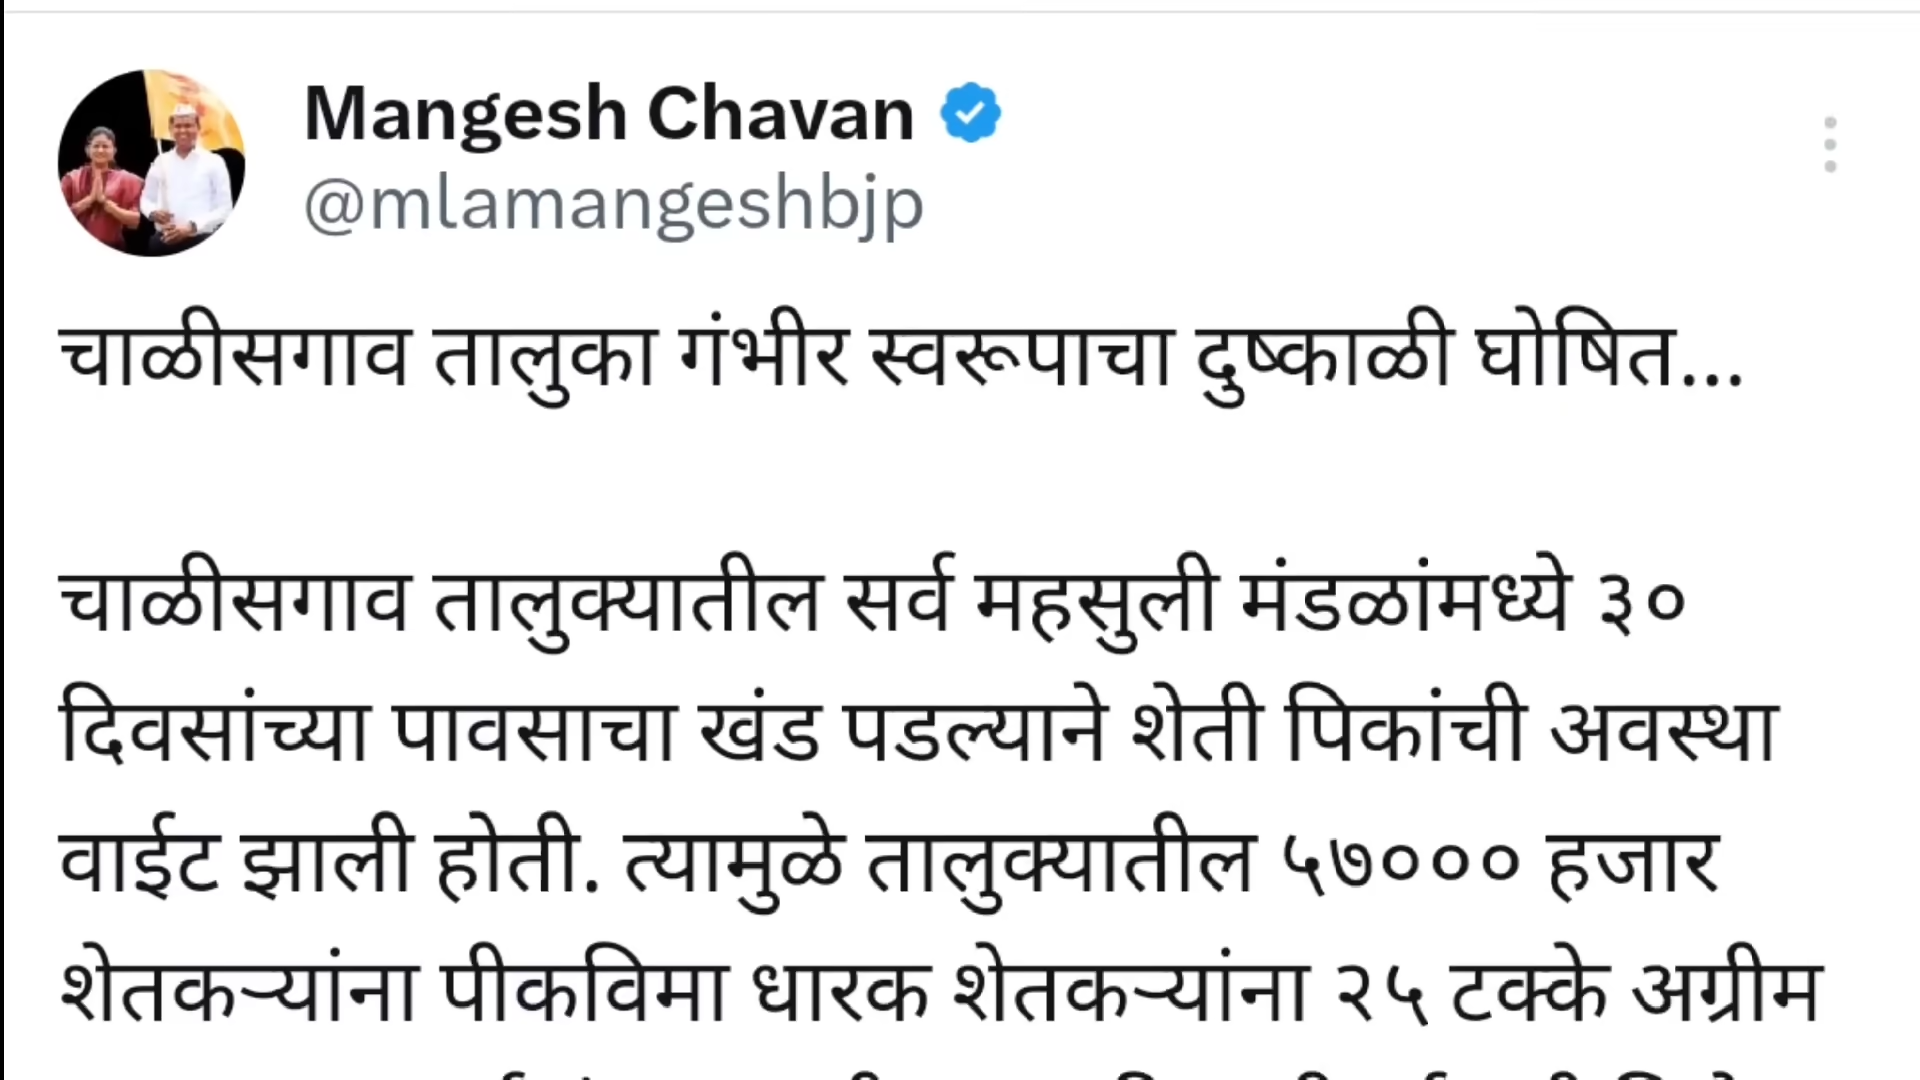 Mangesh Chavan
@mlamangeshbjp
चाळीसगाव तालुका गंभीर स्वरूपाचा दुष्काळी घोषित...
चाळीसगाव तालुक्यातील सर्व महसुली मंडळांमध्ये ३०
दिवसांच्या पावसाचा खंड पडल्याने शेती पिकांची अवस्था
वाईट झाली होती. त्यामुळे तालुक्यातील ५७००० हजार
शेतकऱ्यांना पीकविमा धारक शेतकऱ्यांना २५ टक्के अग्रीम